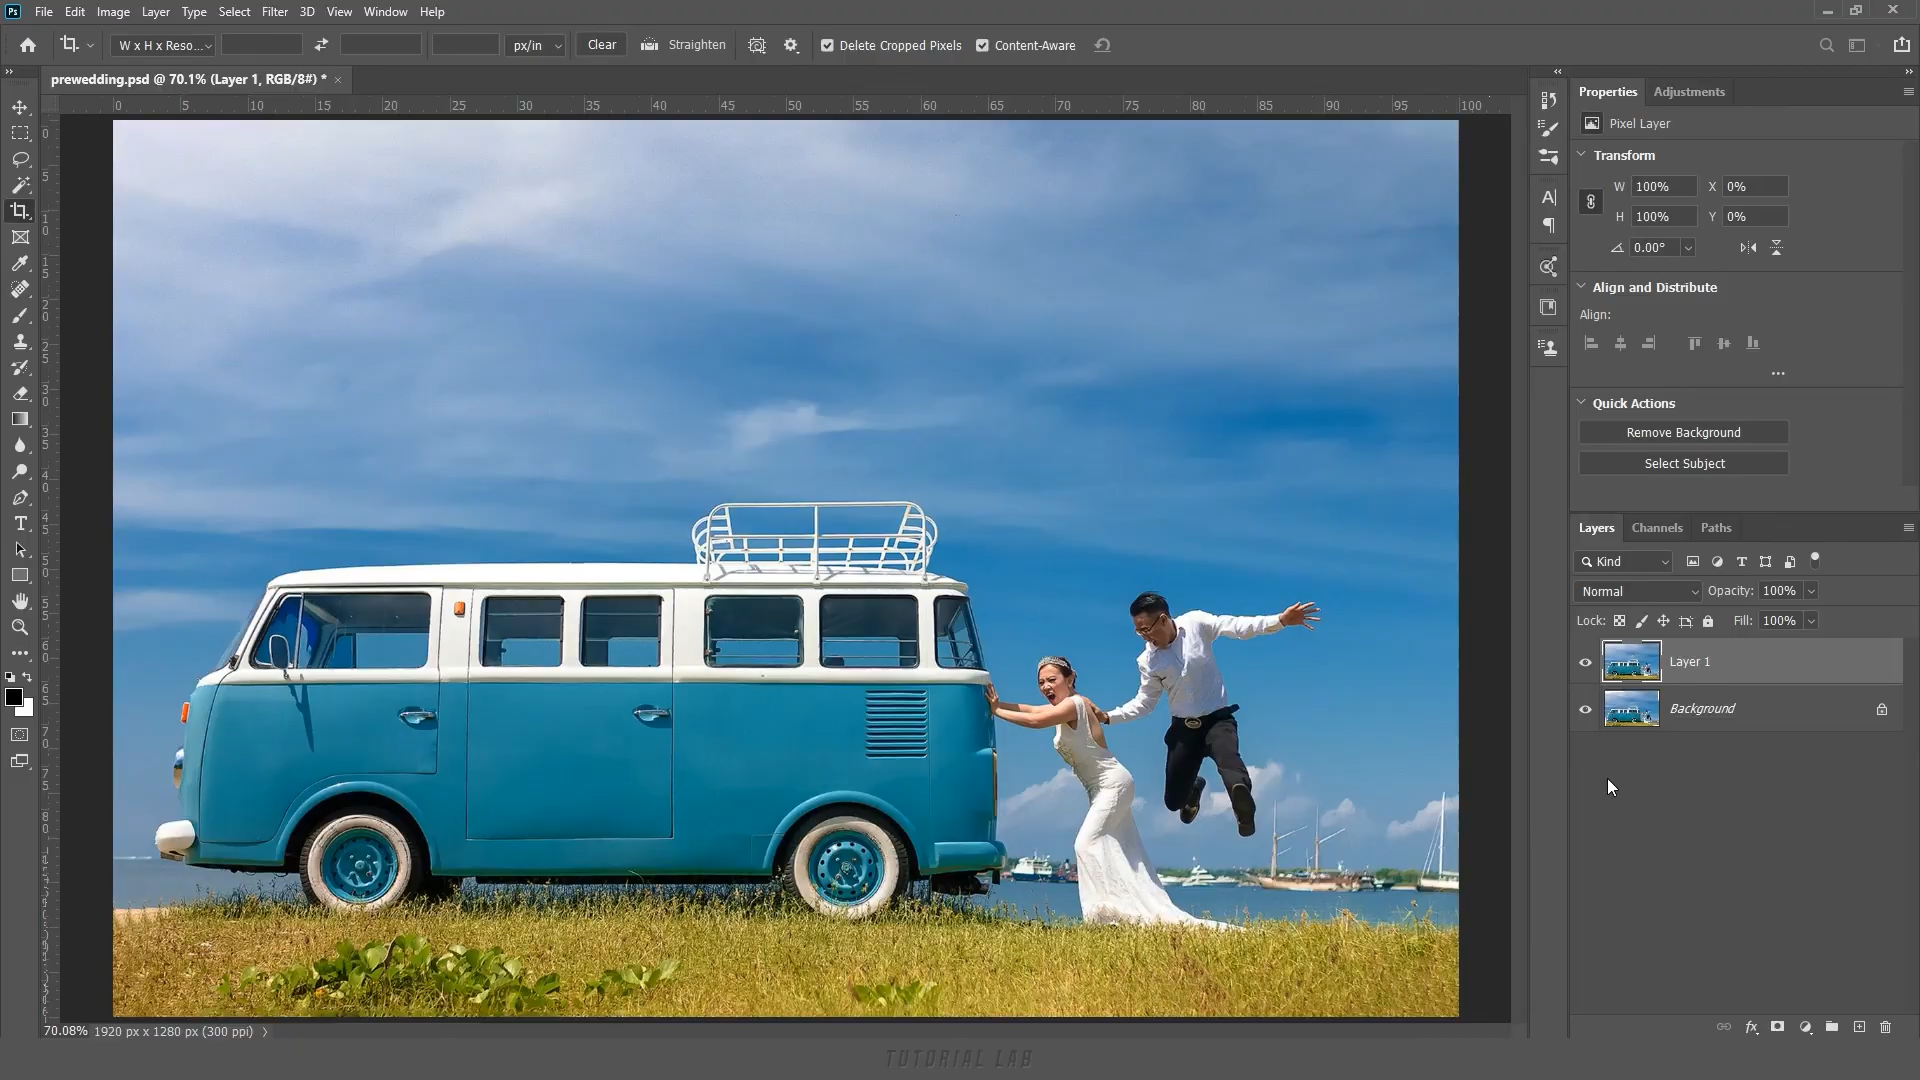 Ps File Edit Image Layer Type Select Filter 3D View Window Help
W x H x Reso... px/in Clear Straighten Delete Cropped Pixels Content-Aware
prewedding.psd @ 70.1% (Layer 1, RGB/8#) * ×
0 5 10 15 20 25 30 35 40 45 50 55 60 65 70 75 80 85 90 95 100
Properties Adjustments
Pixel Layer
Transform
W 100% X 0%
H 100% Y 0%
0.00°
Align and Distribute
Align:
Quick Actions
Remove Background
Select Subject
Layers Channels Paths
Kind
Normal Opacity: 100%
Lock: Fill: 100%
Layer 1
Background
70.08% 1920 px x 1280 px (300 ppi)
TUTORIAL LAB